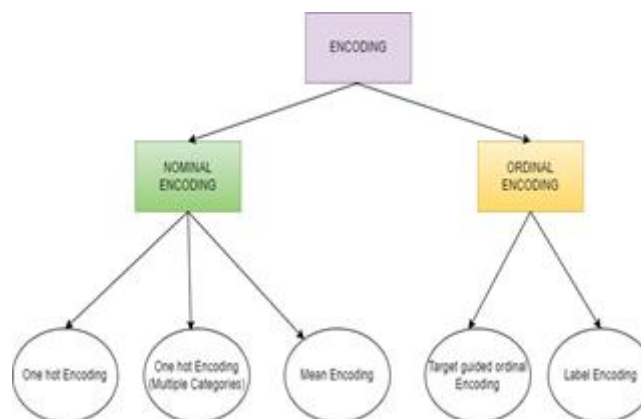 ENCODING
NOMINAL
ENCODING
ORDINAL
ENCODING
One hot Encoding
One hot Encoding
(Multiple Categories)
Mean Encoding
Target guided ordinal
Encoding
Label Encoding